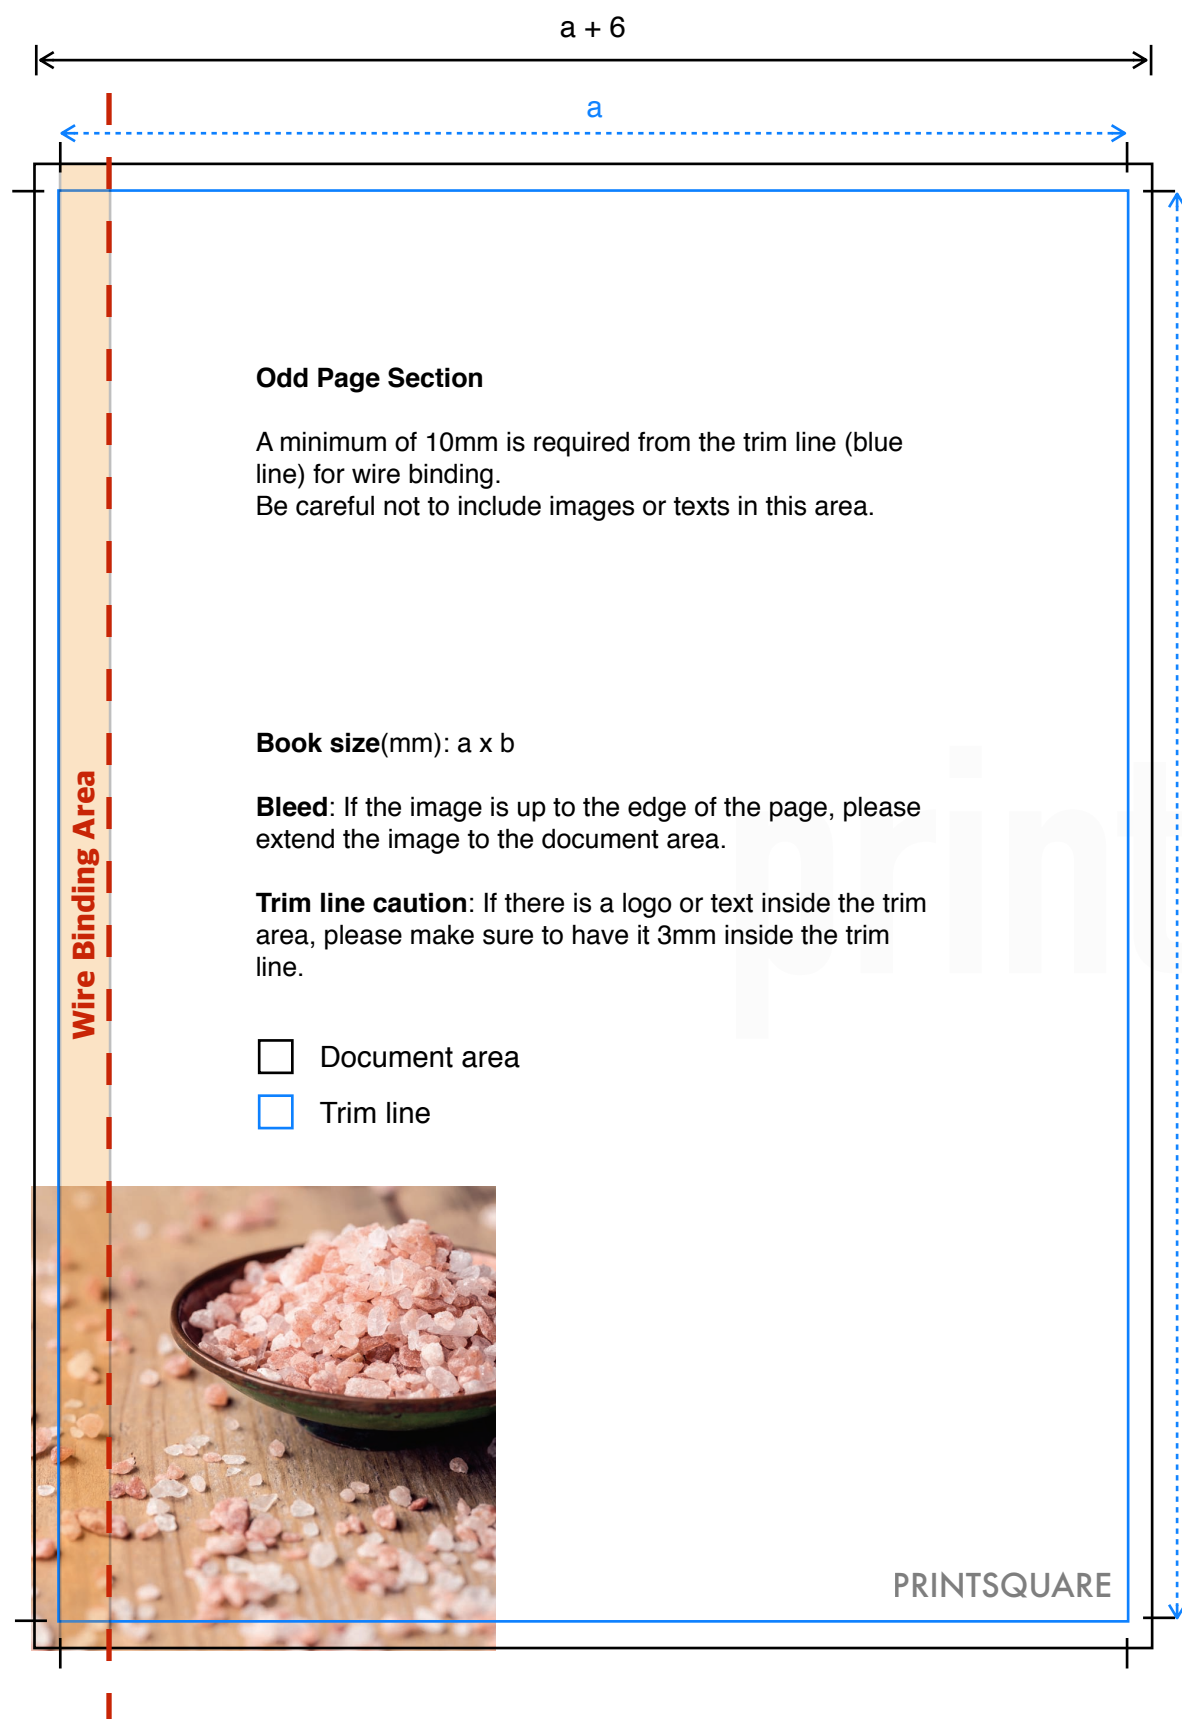 a + 6
a
Odd Page Section
A minimum of 10mm is required from the trim line (blue
line) for wire binding.
Be careful not to include images or texts in this area.
Book size(mm): a x b
Bleed: If the image is up to the edge of the page, please
extend the image to the document area.
Trim line caution: If there is a logo or text inside the trim
area, please make sure to have it 3mm inside the trim
line.
Wire Binding Area
Document area
Trim line
print
PRINTSQUARE